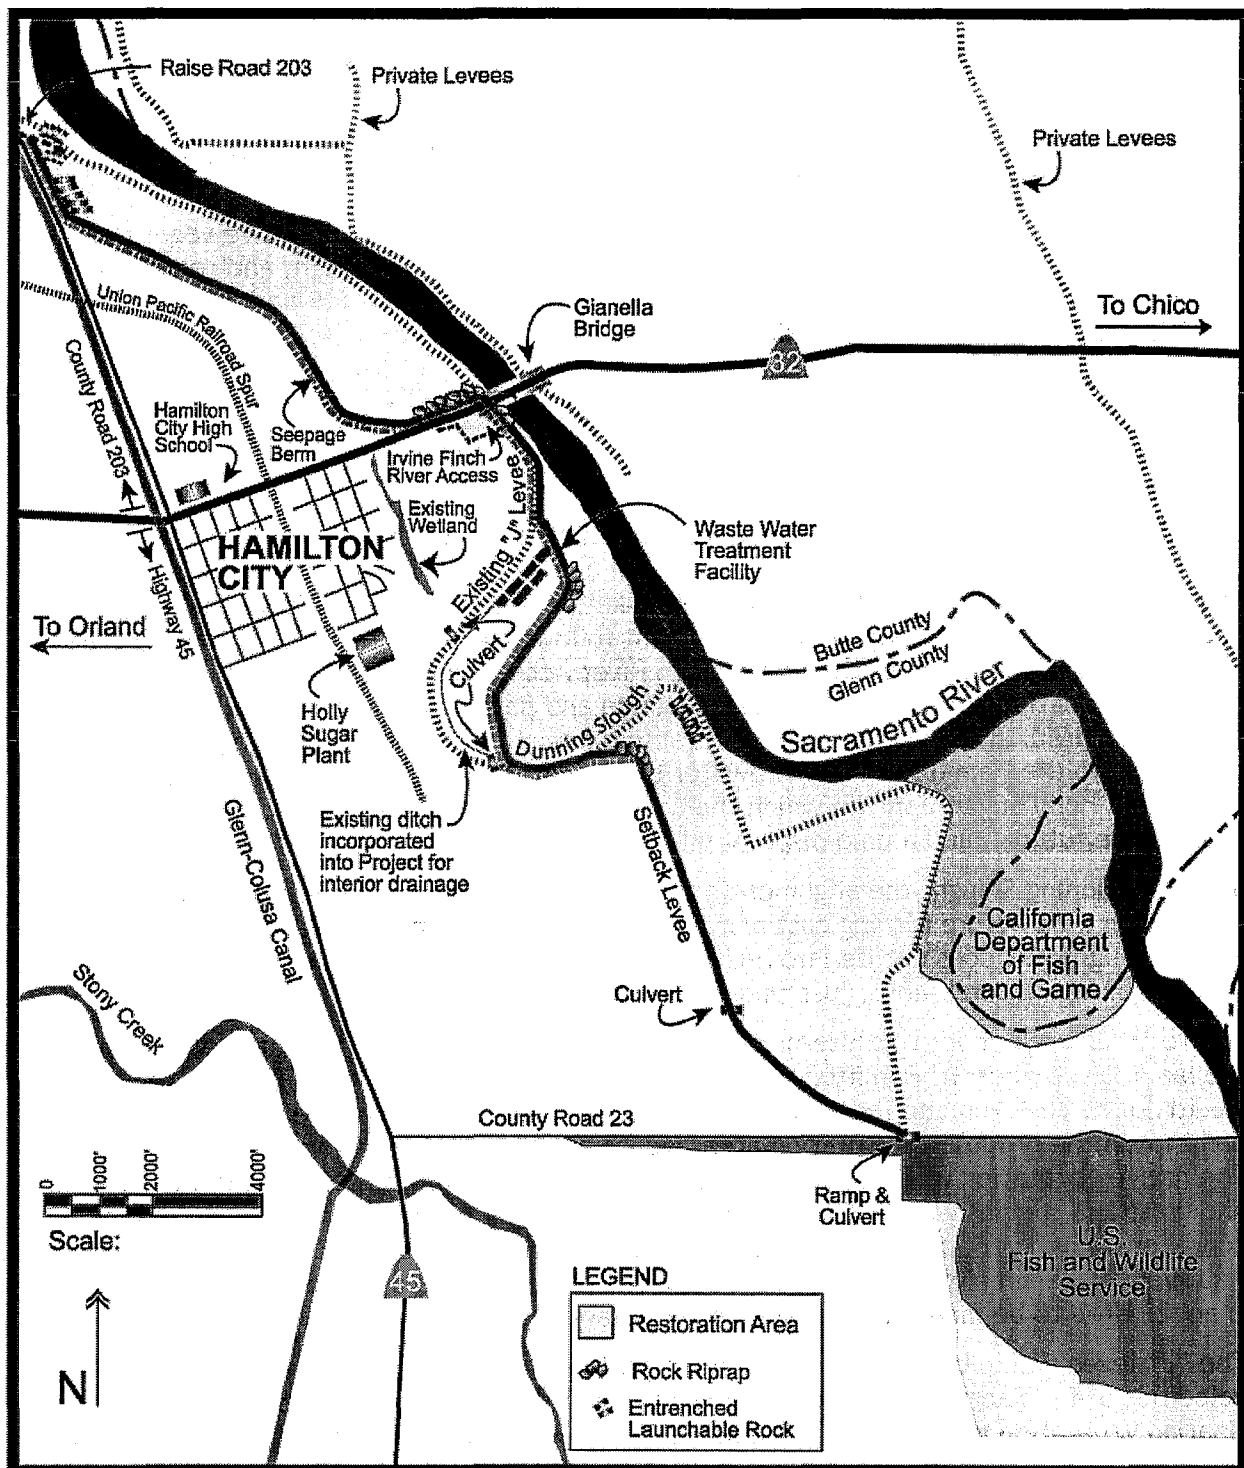 Raise Road 203
Private Levees
Private Levees
Gianella
Bridge
To Chico
32
Union Pacific Railroad Spur
County Road 203
Hamilton
City High
School
Seepage
Berm
Irvine Finch
River Access
Existing "J" Levee
Existing
Wetland
Waste Water
Treatment
Facility
HAMILTON
CITY
Highway 45
To Orland
Culvert
Butte County
Glenn County
Sacramento River
Holly
Sugar
Plant
Dunning Slough
Existing ditch
incorporated
into Project for
interior drainage
Setback Levee
Glenn-Colusa Canal
California
Department
of Fish
and Game
Stony Creek
Culvert
County Road 23
0
1000'
2000'
4000'
Scale:
Ramp &
Culvert
U.S.
Fish and Wildlife
Service
45
N
LEGEND
Restoration Area
Rock Riprap
Entrenched
Launchable Rock